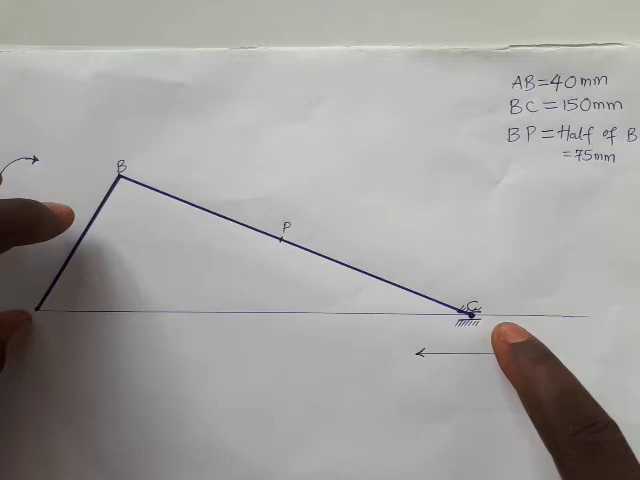 AB=40mm
BC=150mm
BP=Half of B
=75mm
B
P
C